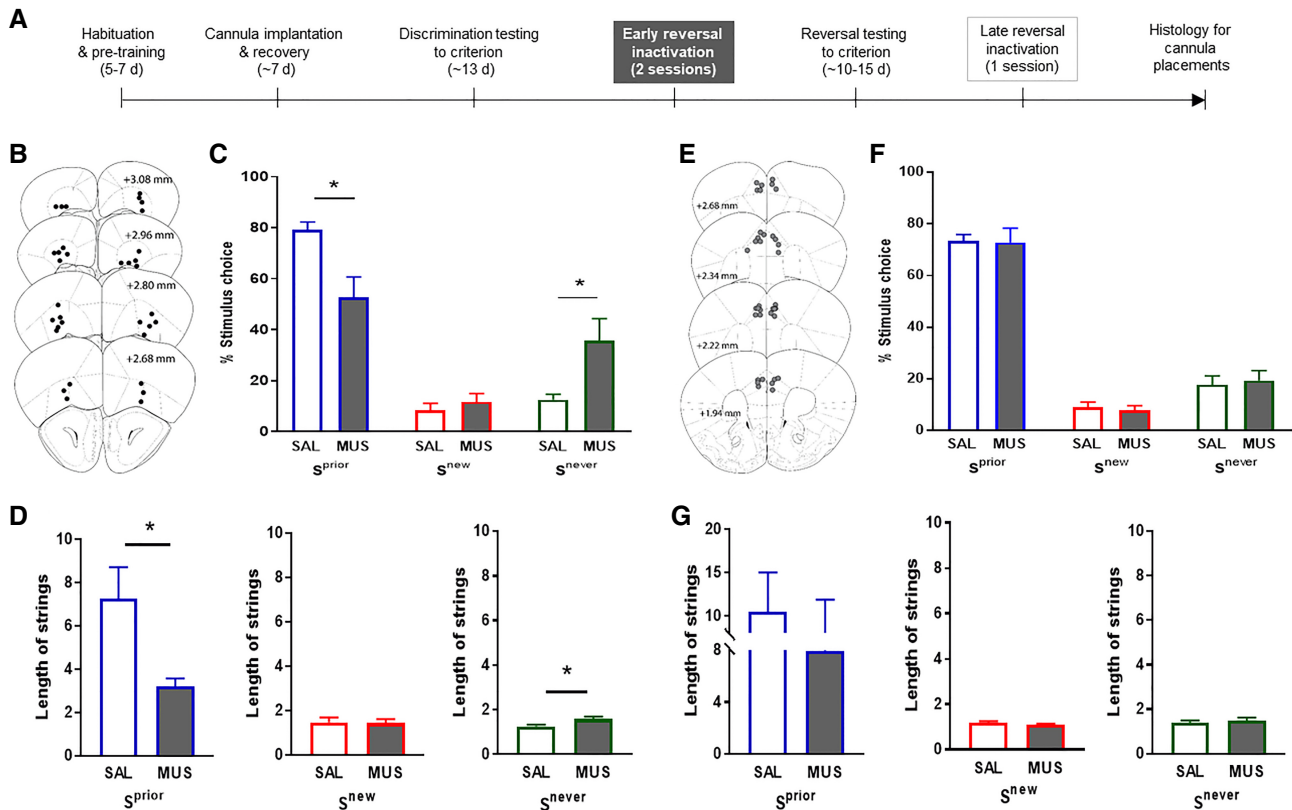 A
Habituation
& pre-training
(5-7 d)
Cannula implantation
& recovery
(~7 d)
Discrimination testing
to criterion
(~13 d)
Early reversal
inactivation
(2 sessions)
Reversal testing
to criterion
(~10-15 d)
Late reversal
inactivation
(1 session)
Histology for
cannula
placements
B
+3.08 mm
+2.96 mm
+2.80 mm
+2.68 mm
C
% Stimulus choice
100
80
60
40
20
0
*
*
SAL MUS SAL MUS SAL MUS
Sprior Snew Snever
E
+2.68 mm
+2.34 mm
+2.22 mm
+1.94 mm
F
% Stimulus choice
100
80
60
40
20
0
SAL MUS SAL MUS SAL MUS
Sprior Snew Snever
D
Length of strings
10
8
6
4
2
0
*
SAL MUS
Sprior
Length of strings
10
8
6
4
2
0
SAL MUS
Snew
Length of strings
10
8
6
4
2
0
*
SAL MUS
Snever
G
Length of strings
20
15
10
8
4
0
SAL MUS
Sprior
Length of strings
10
8
6
4
2
0
SAL MUS
Snew
Length of strings
10
8
6
4
2
0
SAL MUS
Snever